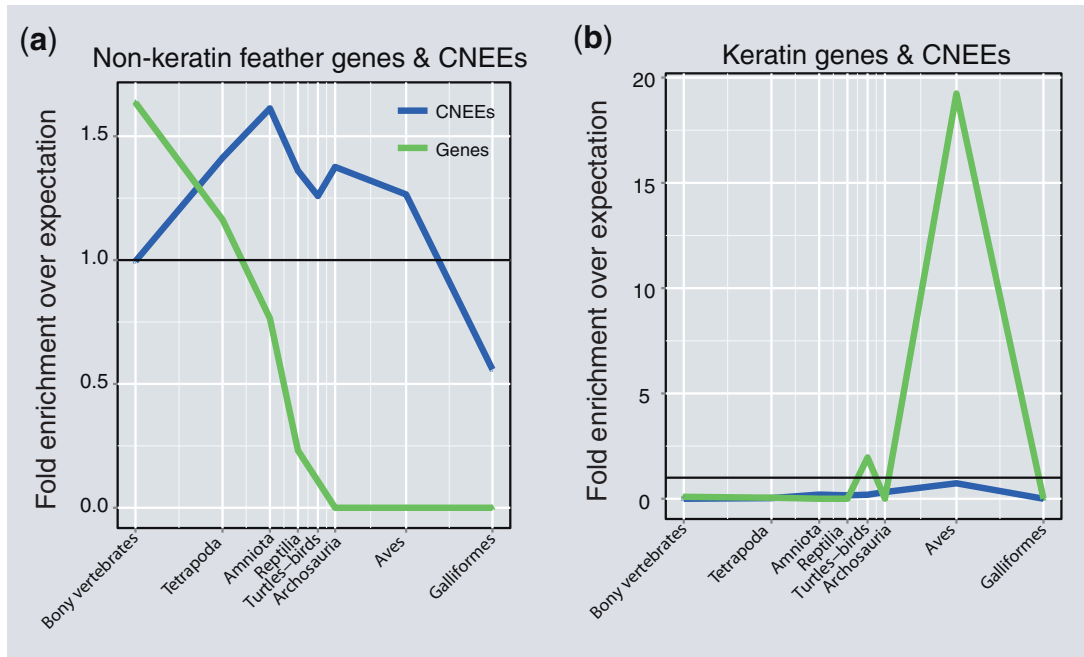 (a)
Non-keratin feather genes & CNEEs
Fold enrichment over expectation
1.5
1.0
0.5
0.0
CNEEs
Genes
Bony vertebrates
Tetrapoda
Amniota
Reptilia
Turtles–birds
Archosauria
Aves
Galliformes
(b)
Keratin genes & CNEEs
Fold enrichment over expectation
20
15
10
5
0
Bony vertebrates
Tetrapoda
Amniota
Reptilia
Turtles–birds
Archosauria
Aves
Galliformes